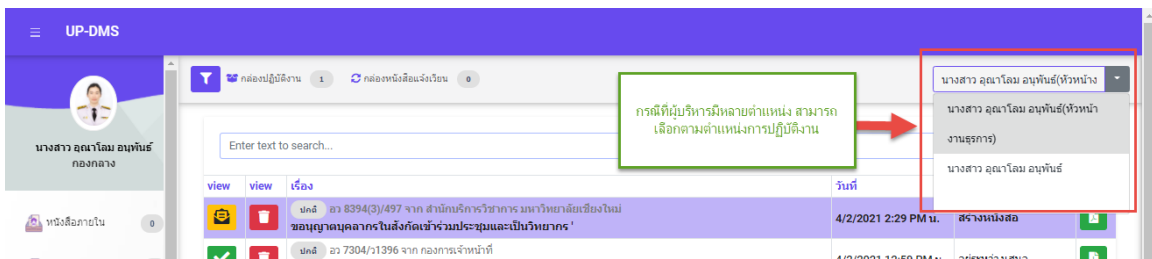 UP-DMS
กล่องปฏิบัติงาน 1 กล่องหนังสือแจ้งเวียน 0
นางสาว อุณาโลม อนุพันธ์(หัวหน้าง
นางสาว อุณาโลม อนุพันธ์(หัวหน้า
งานธุรการ)
นางสาว อุณาโลม อนุพันธ์
กรณีที่ผู้บริหารมีหลายตำแหน่ง สามารถ
เลือกตามตำแหน่งการปฏิบัติงาน
นางสาว อุณาโลม อนุพันธ์
กองกลาง
หนังสือภายใน 0
Enter text to search...
view view เรื่อง วันที่
ปกติ อว 8394(3)/497 จาก สำนักบริการวิชาการ มหาวิทยาลัยเชียงใหม่
ขอนุญาตบุคลากรในสังกัดเข้าร่วมประชุมและเป็นวิทยากร '
4/2/2021 2:29 PM น. สร้างหนังสือ
ปกติ อว 7304/ว1396 จาก กองการเจ้าหน้าที่
4/2/2021 12:59 PM น.